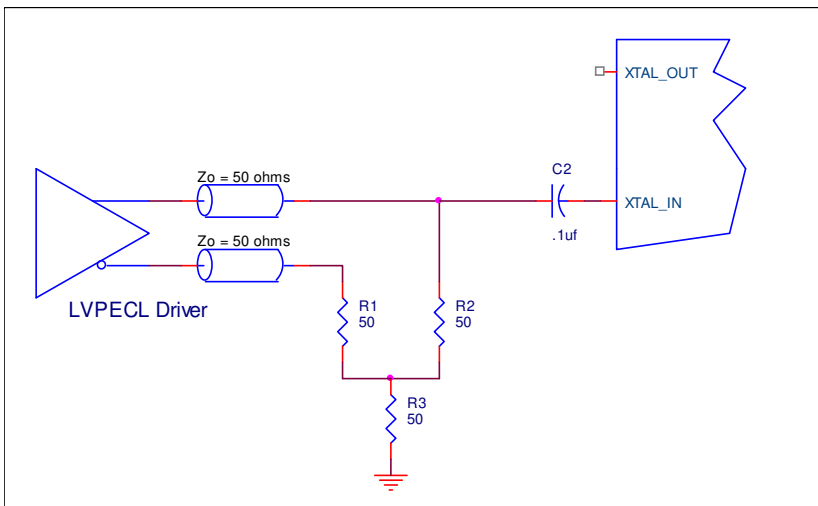 XTAL_OUT
C2
Zo = 50 ohms
XTAL_IN
.1uf
Zo = 50 ohms
LVPECL Driver
R1
50
R2
50
R3
50